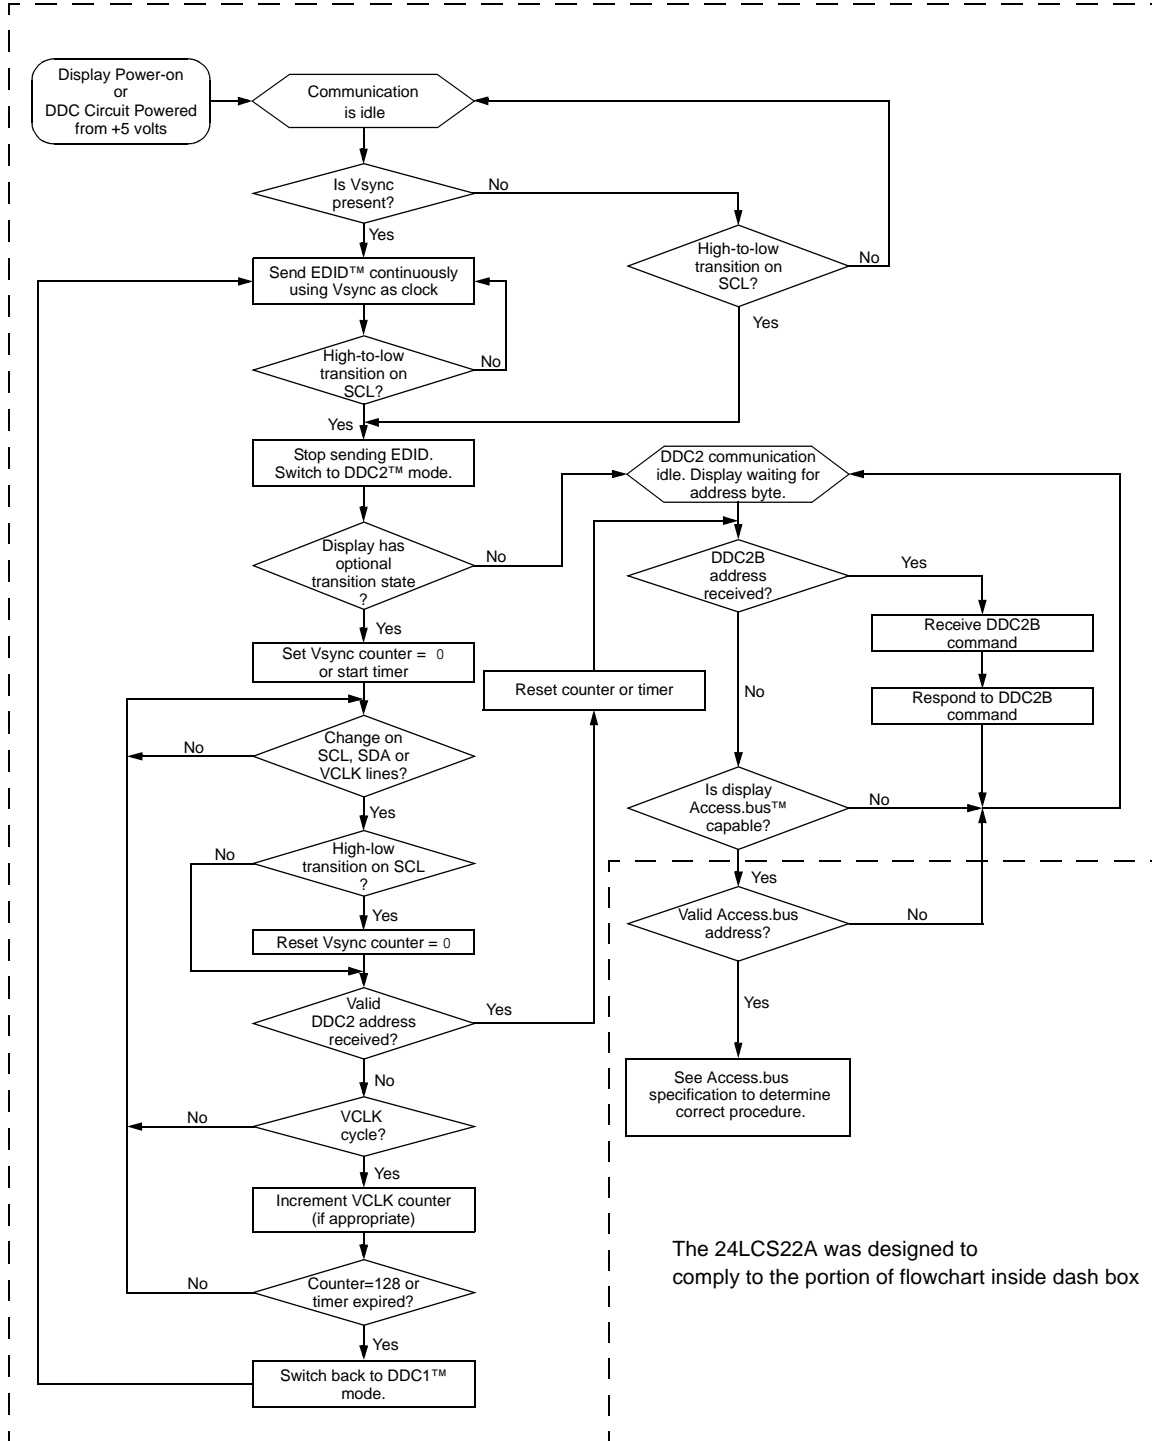 Display Power-on
or
DDC Circuit Powered
from +5 volts
Communication
is idle
Is Vsync
present?
No
Yes
High-to-low
transition on
SCL?
No
Yes
Send EDID™ continuously
using Vsync as clock
High-to-low
transition on
SCL?
No
Yes
Stop sending EDID.
Switch to DDC2™ mode.
DDC2 communication
idle. Display waiting for
address byte.
Display has
optional
transition state
?
No
Yes
DDC2B
address
received?
Yes
No
Receive DDC2B
command
Respond to DDC2B
command
Set Vsync counter = 0
or start timer
Reset counter or timer
Change on
SCL, SDA or
VCLK lines?
No
Yes
Is display
Access.bus™
capable?
No
Yes
High-low
transition on SCL
?
No
Yes
Valid Access.bus
address?
No
Yes
Reset Vsync counter = 0
Valid
DDC2 address
received?
Yes
No
See Access.bus
specification to determine
correct procedure.
VCLK
cycle?
No
Yes
Increment VCLK counter
(if appropriate)
Counter=128 or
timer expired?
No
Yes
Switch back to DDC1™
mode.
The 24LCS22A was designed to
comply to the portion of flowchart inside dash box